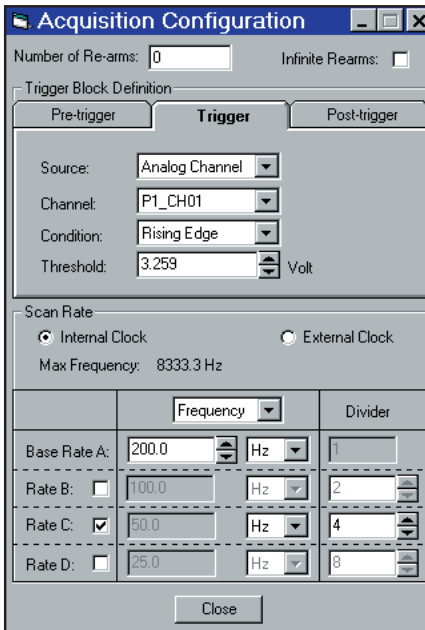 Acquisition Configuration
Number of Re-arms: 0 Infinite Rearms:
Trigger Block Definition
Pre-trigger Trigger Post-trigger
Source: Analog Channel
Channel: P1_CH01
Condition: Rising Edge
Threshold: 3.259 Volt
Scan Rate
Internal Clock External Clock
Max Frequency: 8333.3 Hz
Frequency Divider
Base Rate A: 200.0 Hz 1
Rate B: 100.0 Hz 2
Rate C: 50.0 Hz 4
Rate D: 25.0 Hz 8
Close